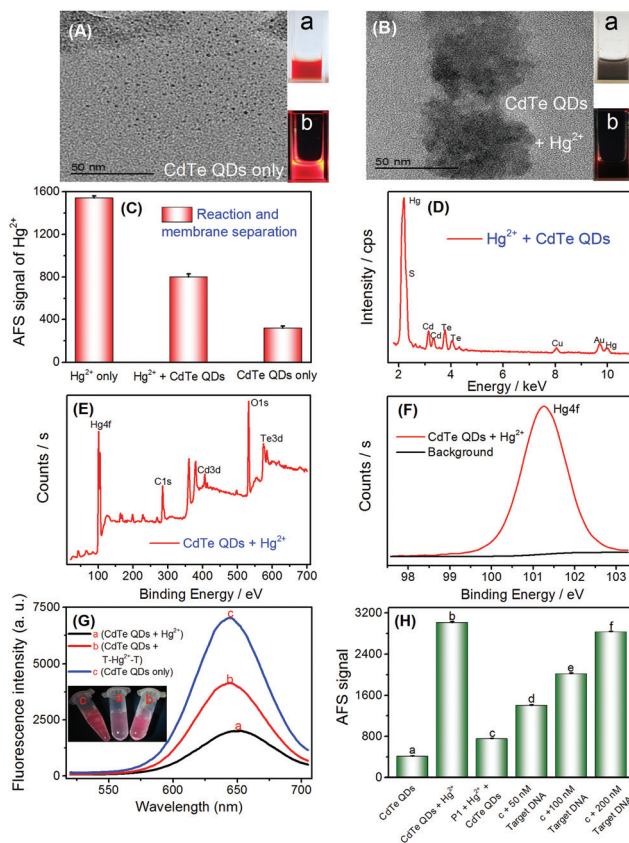 (A)
a
b
50 nm
CdTe QDs only
(B)
a
b
CdTe QDs
+ Hg²⁺
50 nm
(C)
Reaction and
membrane separation
AFS signal of Hg²⁺
1600
1200
800
400
0
Hg²⁺ only
Hg²⁺ + CdTe QDs
CdTe QDs only
(D)
Hg²⁺ + CdTe QDs
Intensity / cps
Hg
S
Cd
Cd
Te
Te
Cu
Au
Hg
2
4
6
8
10
Energy / keV
(E)
Counts / s
Hg4f
C1s
Cd3d
O1s
Te3d
CdTe QDs + Hg²⁺
100
200
300
400
500
600
700
Binding Energy / eV
(F)
Hg4f
CdTe QDs + Hg²⁺
Background
Counts / s
98
99
100
101
102
103
Binding Energy / eV
(G)
Fluorescence intensity (a. u.)
7500
5000
2500
0
a (CdTe QDs + Hg²⁺)
b (CdTe QDs +
T-Hg²⁺-T)
c (CdTe QDs only)
c
b
a
c
a
b
550
600
650
700
Wavelength (nm)
(H)
AFS signal
3200
2400
1600
800
0
a
b
c
d
e
f
CdTe QDs
CdTe QDs + Hg²⁺
P1 + Hg²⁺ +
CdTe QDs
c + 50 nM
Target DNA
c +100 nM
Target DNA
c + 200 nM
Target DNA